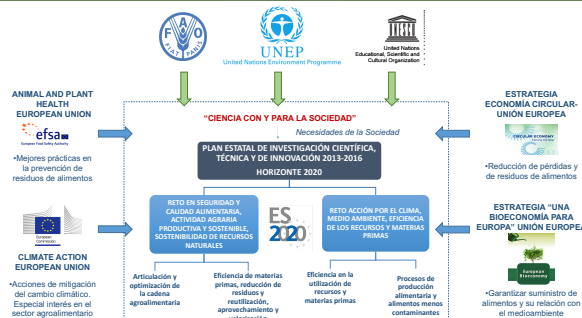 FAO
FIAT PANIS
UNEP
United Nations Environment Programme
United Nations
Educational, Scientific and
Cultural Organization
ANIMAL AND PLANT
HEALTH
EUROPEAN UNION
efsa
European Food Safety Authority
•Mejores prácticas en
la prevención de
residuos de alimentos
European
Commission
CLIMATE ACTION
EUROPEAN UNION
•Acciones de mitigación
del cambio climático.
Especial interés en el
sector agroalimentario
“CIENCIA CON Y PARA LA SOCIEDAD”
Necesidades de la Sociedad
PLAN ESTATAL DE INVESTIGACIÓN CIENTÍFICA,
TÉCNICA Y DE INNOVACIÓN 2013-2016
HORIZONTE 2020
RETO EN SEGURIDAD Y
CALIDAD ALIMENTARIA,
ACTIVIDAD AGRARIA
PRODUCTIVA Y SOSTENIBLE,
SOSTENIBILIDAD DE RECURSOS
NATURALES
ES
2020
RETO ACCIÓN POR EL CLIMA,
MEDIO AMBIENTE, EFICIENCIA
DE LOS RECURSOS Y MATERIAS
PRIMAS
Articulación y
optimización de
la cadena
agroalimentaria
Eficiencia de materias
primas, reducción de
residuos y
reutilización,
aprovechamiento y
Eficiencia en la
utilización de
recursos y
materias primas
Procesos de
producción
alimentaria y
alimentos menos
contaminantes
ESTRATEGIA
ECONOMÍA CIRCULAR-
UNIÓN EUROPEA
CIRCULAR ECONOMY
•Reducción de pérdidas y
de residuos de alimentos
ESTRATEGIA “UNA
BIOECONOMÍA PARA
EUROPA” UNIÓN EUROPEA
European
Bioeconomy
•Garantizar suministro de
alimentos y su relación con
el medioambiente